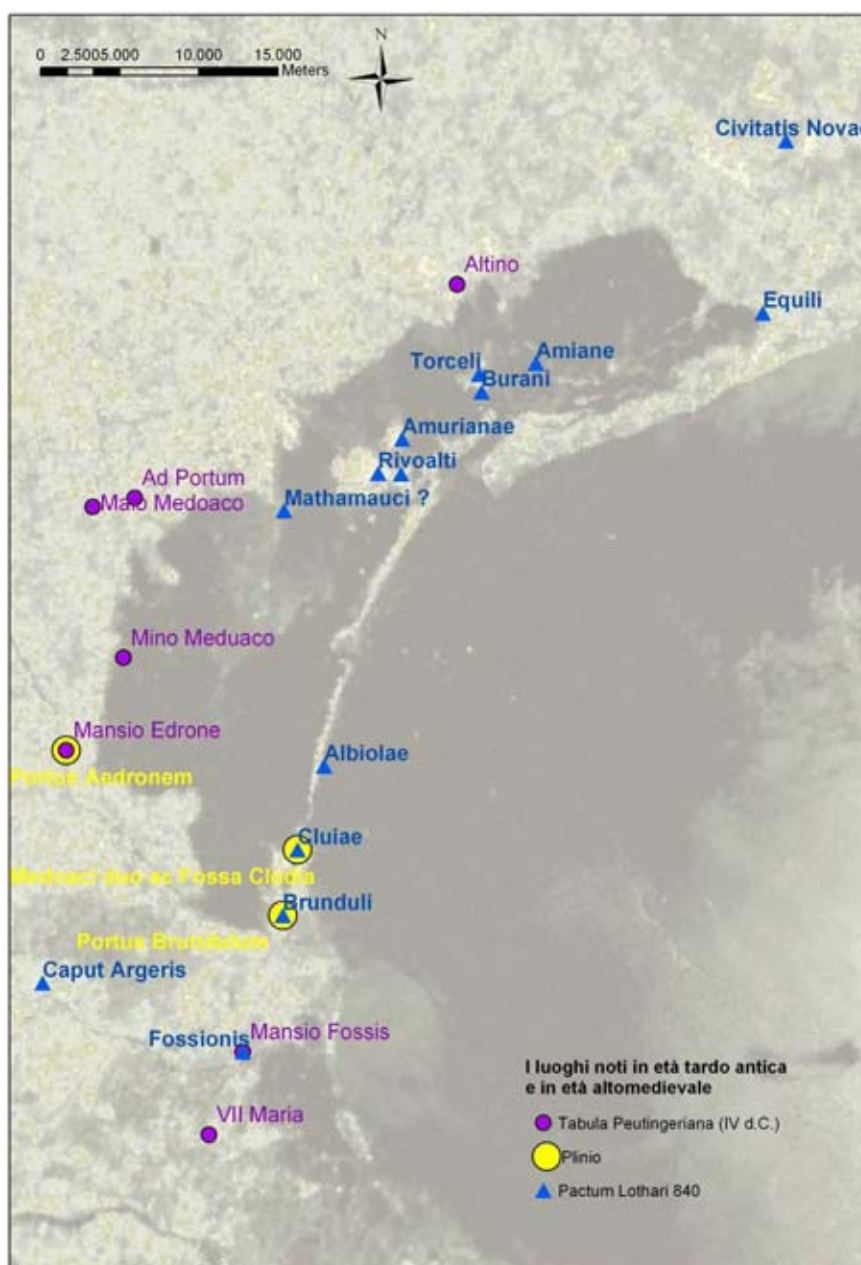 N
0 2.5005.000 10.000 15.000
Meters
Civitatis Novae
Altino
Equili
Amiane
Torceli
Burani
Amurianae
Rivoalti
Ad Portum
Maio Medoaco
Mathamauci ?
Mino Meduaco
Mansio Edrone
Portus Aedronem
Albiolae
Cluiae
Medoaci duo ac Fossa Clodia
Brunduli
Portus Brundulum
Caput Argeris
Fossionis
Mansio Fossis
VII Maria
I luoghi noti in età tardo antica
e in età altomedievale
Tabula Peutingeriana (IV d.C.)
Plinio
Pactum Lothari 840